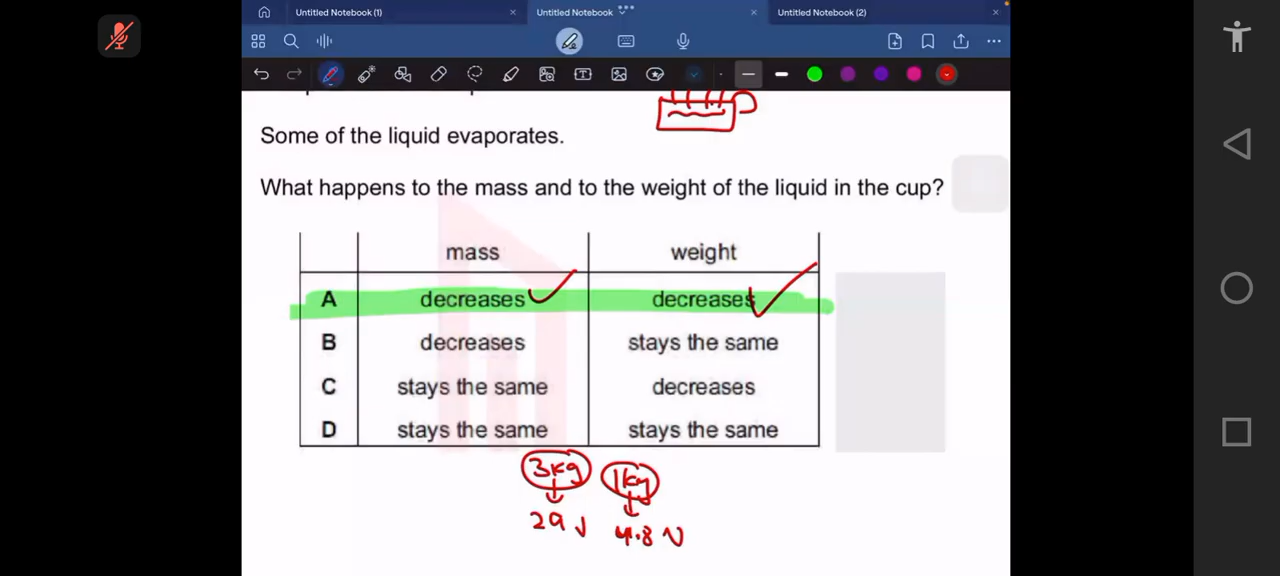 Untitled Notebook (1)
Untitled Notebook
Untitled Notebook (2)
Some of the liquid evaporates.
What happens to the mass and to the weight of the liquid in the cup?
mass weight
A decreases decreases
B decreases stays the same
C stays the same decreases
D stays the same stays the same
3kg 1kg
29 4.8 N